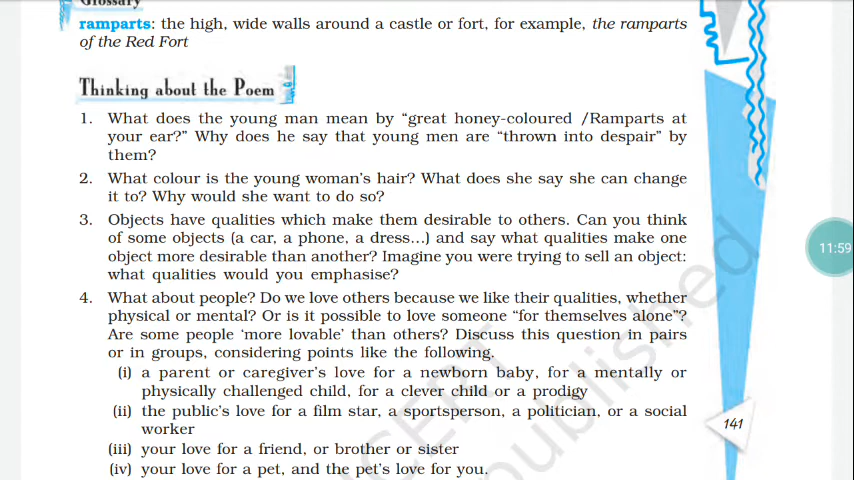 Glossary
ramparts: the high, wide walls around a castle or fort, for example, the ramparts
of the Red Fort
Thinking about the Poem
1. What does the young man mean by “great honey-coloured /Ramparts at
your ear?” Why does he say that young men are “thrown into despair” by
them?
2. What colour is the young woman’s hair? What does she say she can change
it to? Why would she want to do so?
3. Objects have qualities which make them desirable to others. Can you think
of some objects (a car, a phone, a dress...) and say what qualities make one
object more desirable than another? Imagine you were trying to sell an object:
what qualities would you emphasise?
4. What about people? Do we love others because we like their qualities, whether
physical or mental? Or is it possible to love someone “for themselves alone”?
Are some people ‘more lovable’ than others? Discuss this question in pairs
or in groups, considering points like the following.
(i) a parent or caregiver’s love for a newborn baby, for a mentally or
physically challenged child, for a clever child or a prodigy
(ii) the public’s love for a film star, a sportsperson, a politician, or a social
worker
(iii) your love for a friend, or brother or sister
(iv) your love for a pet, and the pet’s love for you.
141
11:59